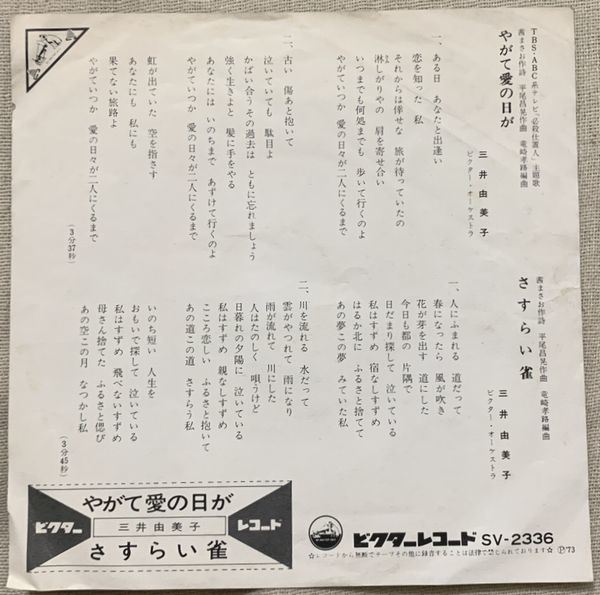 TBS・ABC系テレビ「必殺仕置人」主題歌
やがて愛の日が
茜まさお作詩 平尾昌晃作曲 竜崎孝路編曲
三井由美子
ビクター・オーケストラ
一、ある日 あなたと出逢い
恋を知った 私
それからは倖せな 旅が待っていたの
淋しがりやの 肩を寄せ合い
いつまでも何処までも 歩いて行くのよ
やがていつか 愛の日々が二人にくるまで
二、古い 傷あと抱いて
泣いていても 駄目よ
かばい合うその過去は ともに忘れましょう
強く生きよと 髪に手をやる
あなたには いのちまで あずけて行くのよ
やがていつか 愛の日々が二人にくるまで
虹が出ていた 空を指さす
あなたにも 私にも
果てない旅路よ
やがていつか 愛の日々が二人にくるまで
(3分37秒)
さすらい雀
茜まさお作詩 平尾昌晃作曲 竜崎孝路編曲
三井由美子
ビクター・オーケストラ
一、人にふまれる 道だって
春になったら 風が吹き
花が芽を出す 道にした
今日も都の 片隅で
日だまり探して 泣いている
私はすずめ 宿なしすずめ
はるか北に ふるさと捨てて
あの夢この夢 みていた私
二、川を流れる 水だって
雲がやつれて 雨になり
雨が流れて 川にした
人はたのしく 唄うけど
日暮れの夕陽に 泣いている
私はすずめ 親なしすずめ
こころ恋しい ふるさと抱いて
あの道この道 さすらう私
いのち短い 人生を
おもいで探して 泣いている
私はすずめ 飛べないすずめ
母さん捨てた ふるさと偲び
あの空この月 なつかし私
(3分45秒)
やがて愛の日が
ビクター 三井由美子 レコード
さすらい雀
ビクターレコード SV-2336
☆レコードから無断でテープその他に録音することは法律で禁じられております☆ Ⓟ'73